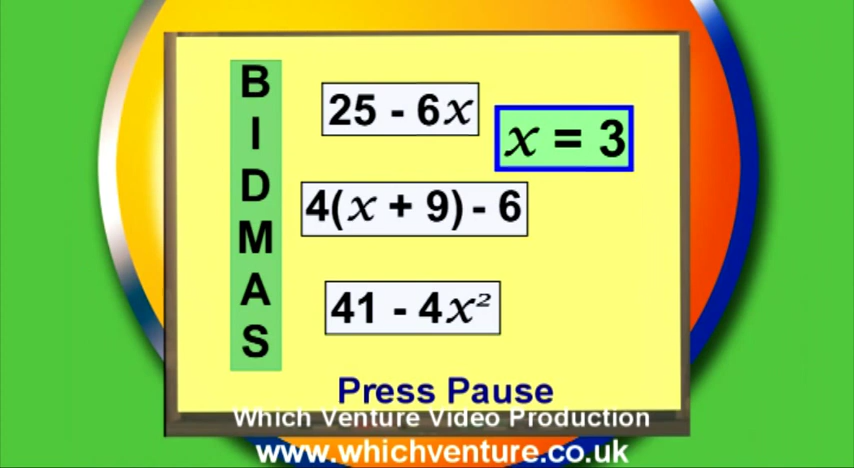 B
I
D
M
A
S
25 - 6x
x = 3
4(x + 9) - 6
41 - 4x²
Press Pause
Which Venture Video Production
www.whichventure.co.uk